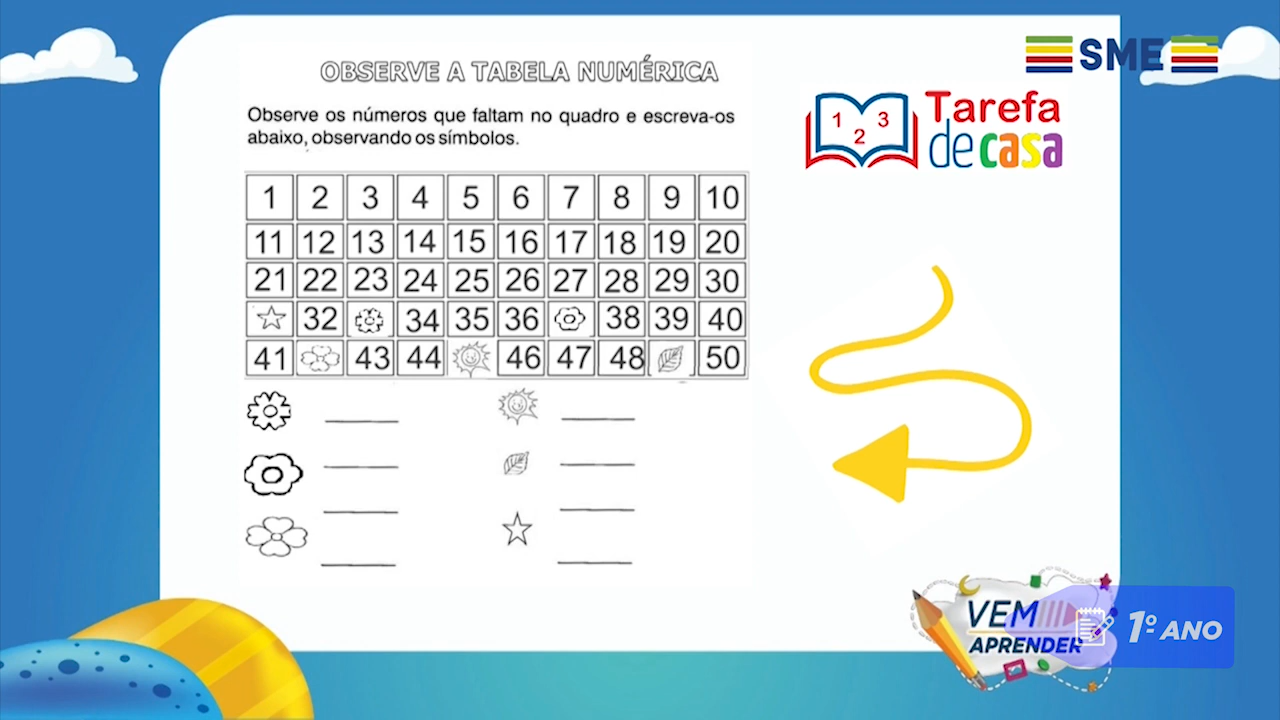 SME
OBSERVE A TABELA NUMÉRICA
1 2 3
Tarefa
de casa
Observe os números que faltam no quadro e escreva-os
abaixo, observando os símbolos.
1 2 3 4 5 6 7 8 9 10
11 12 13 14 15 16 17 18 19 20
21 22 23 24 25 26 27 28 29 30
32 34 35 36 38 39 40
41 43 44 46 47 48 50
VEM
APRENDER
1º ANO